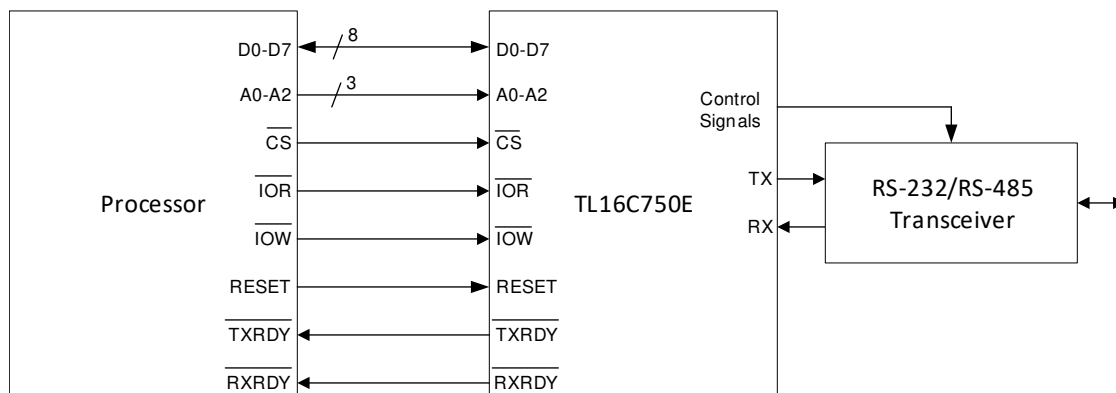 8
D0-D7
D0-D7
3
A0-A2
A0-A2
Control
Signals
CS
CS
TX
RS-232/RS-485
Transceiver
IOR
IOR
Processor
TL16C750E
RX
IOW
IOW
RESET
RESET
TXRDY
TXRDY
RXRDY
RXRDY